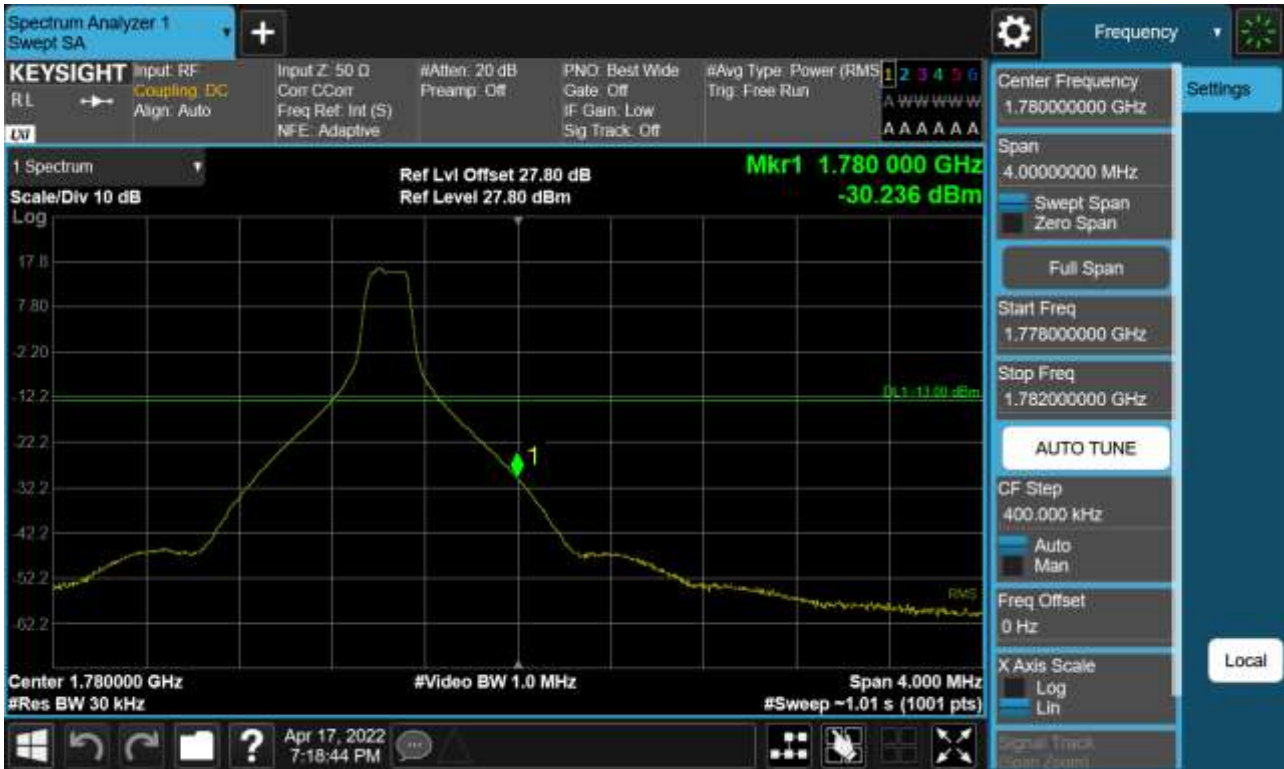 Spectrum Analyzer 1
Swept SA
Frequency
KEYSIGHT
RL
LXI
Input: RF
Coupling: DC
Align: Auto
Input Z: 50 Ω
Corr CCorr
Freq Ref: Int (S)
NFE: Adaptive
#Atten: 20 dB
Preamp: Off
PNO: Best Wide
Gate: Off
IF Gain: Low
Sig Track: Off
#Avg Type: Power (RMS
Trig: Free Run
1 2 3 4 5 6
A W W W W W
A A A A A A
1 Spectrum
Scale/Div 10 dB
Ref Lvl Offset 27.80 dB
Ref Level 27.80 dBm
Mkr1 1.780 000 GHz
-30.236 dBm
Log
17.8
7.80
-2.20
-12.2
-22.2
-32.2
-42.2
-52.2
-62.2
DL1 -13.00 dBm
1
RMS
Center 1.780000 GHz
#Res BW 30 kHz
#Video BW 1.0 MHz
Span 4.000 MHz
#Sweep ~1.01 s (1001 pts)
Center Frequency
1.780000000 GHz
Settings
Span
4.00000000 MHz
Swept Span
Zero Span
Full Span
Start Freq
1.778000000 GHz
Stop Freq
1.782000000 GHz
AUTO TUNE
CF Step
400.000 kHz
Auto
Man
Freq Offset
0 Hz
X Axis Scale
Log
Lin
Signal Track
(Span Zoom)
Local
?
Apr 17, 2022
7:18:44 PM